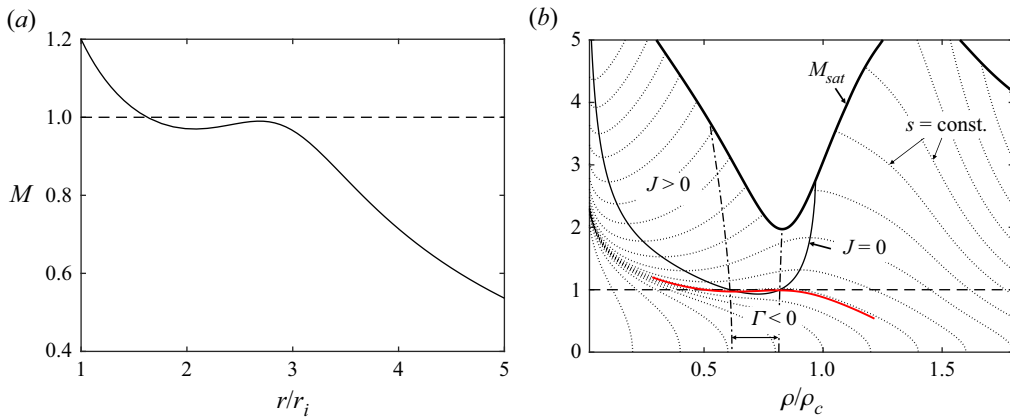 (a)
1.2
1.0
0.8
0.6
0.4
M
1 2 3 4 5
r/r_i
(b)
5
4
3
2
1
0
M_sat
s = const.
J > 0
J = 0
Γ < 0
0.5 1.0 1.5
ρ/ρ_c